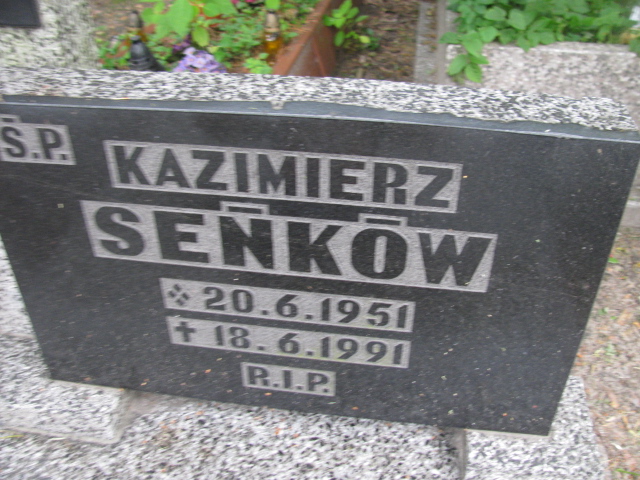 Ś.P.
KAZIMIERZ
SEŃKÓW
20.6.1951
✝ 18.6.1991
R.I.P.